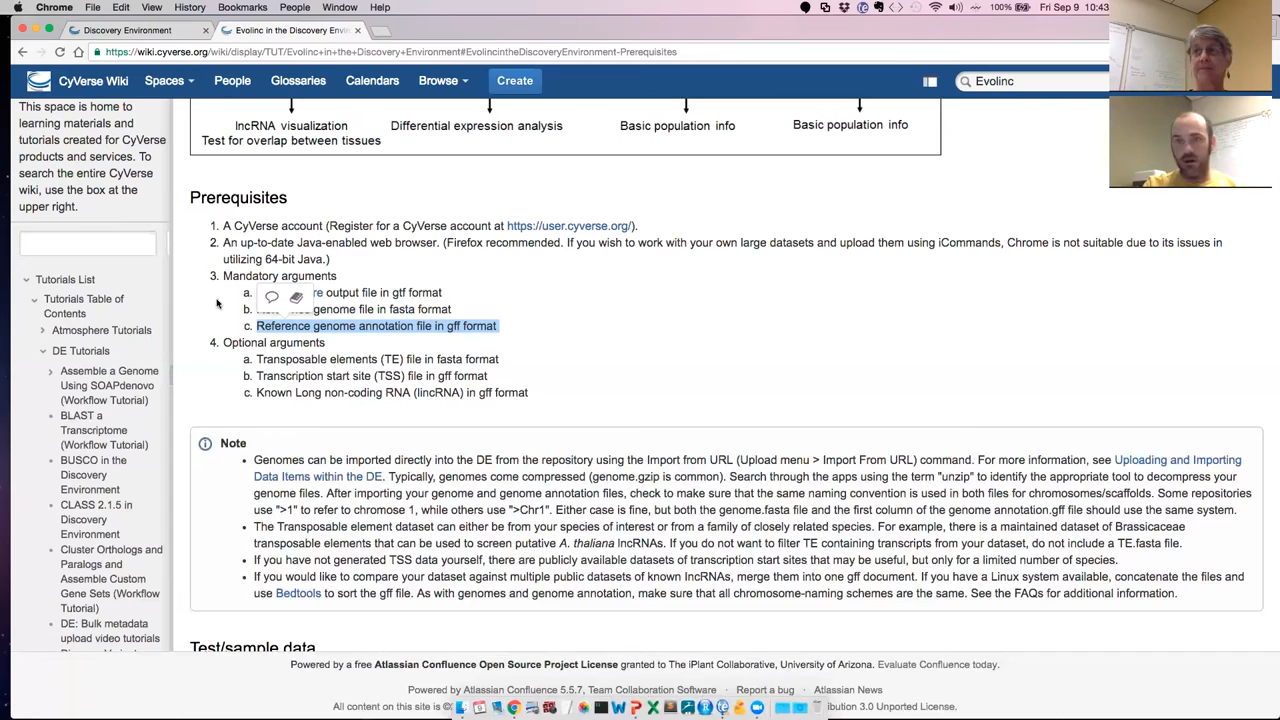 Chrome File Edit View History Bookmarks People Window Help
100% Fri Sep 9 10:43
Discovery Environment
Evolinc in the Discovery Envi
https://wiki.cyverse.org/wiki/display/TUT/Evolinc+in+the+Discovery+Environment#EvolincintheDiscoveryEnvironment-Prerequisites
CyVerse Wiki Spaces People Glossaries Calendars Browse Create Evolinc
This space is home to
learning materials and
tutorials created for CyVerse
products and services. To
search the entire CyVerse
wiki, use the box at the
upper right.
Tutorials List
Tutorials Table of
Contents
Atmosphere Tutorials
DE Tutorials
Assemble a Genome
Using SOAPdenovo
(Workflow Tutorial)
BLAST a
Transcriptome
(Workflow Tutorial)
BUSCO in the
Discovery
Environment
CLASS 2.1.5 in
Discovery
Environment
Cluster Orthologs and
Paralogs and
Assemble Custom
Gene Sets (Workflow
Tutorial)
DE: Bulk metadata
upload video tutorials
lncRNA visualization
Test for overlap between tissues
Differential expression analysis
Basic population info
Basic population info
Prerequisites
1. A CyVerse account (Register for a CyVerse account at https://user.cyverse.org/).
2. An up-to-date Java-enabled web browser. (Firefox recommended. If you wish to work with your own large datasets and upload them using iCommands, Chrome is not suitable due to its issues in
utilizing 64-bit Java.)
3. Mandatory arguments
a. output file in gtf format
b. genome file in fasta format
c. Reference genome annotation file in gff format
4. Optional arguments
a. Transposable elements (TE) file in fasta format
b. Transcription start site (TSS) file in gff format
c. Known Long non-coding RNA (lincRNA) in gff format
Note
• Genomes can be imported directly into the DE from the repository using the Import from URL (Upload menu > Import From URL) command. For more information, see Uploading and Importing
Data Items within the DE. Typically, genomes come compressed (genome.gzip is common). Search through the apps using the term "unzip" to identify the appropriate tool to decompress your
genome files. After importing your genome and genome annotation files, check to make sure that the same naming convention is used in both files for chromosomes/scaffolds. Some repositories
use ">1" to refer to chromose 1, while others use ">Chr1". Either case is fine, but both the genome.fasta file and the first column of the genome annotation.gff file should use the same system.
• The Transposable element dataset can either be from your species of interest or from a family of closely related species. For example, there is a maintained dataset of Brassicaceae
transposable elements that can be used to screen putative A. thaliana lncRNAs. If you do not want to filter TE containing transcripts from your dataset, do not include a TE.fasta file.
• If you have not generated TSS data yourself, there are publicly available datasets of transcription start sites that may be useful, but only for a limited number of species.
• If you would like to compare your dataset against multiple public datasets of known lncRNAs, merge them into one gff document. If you have a Linux system available, concatenate the files and
use Bedtools to sort the gff file. As with genomes and genome annotation, make sure that all chromosome-naming schemes are the same. See the FAQs for additional information.
Test/sample data
Powered by a free Atlassian Confluence Open Source Project License granted to The iPlant Collaborative, University of Arizona. Evaluate Confluence today.
Powered by Atlassian Confluence 5.5.7, Team Collaboration Software · Report a bug · Atlassian News
All content on this site is © bution 3.0 Unported License.